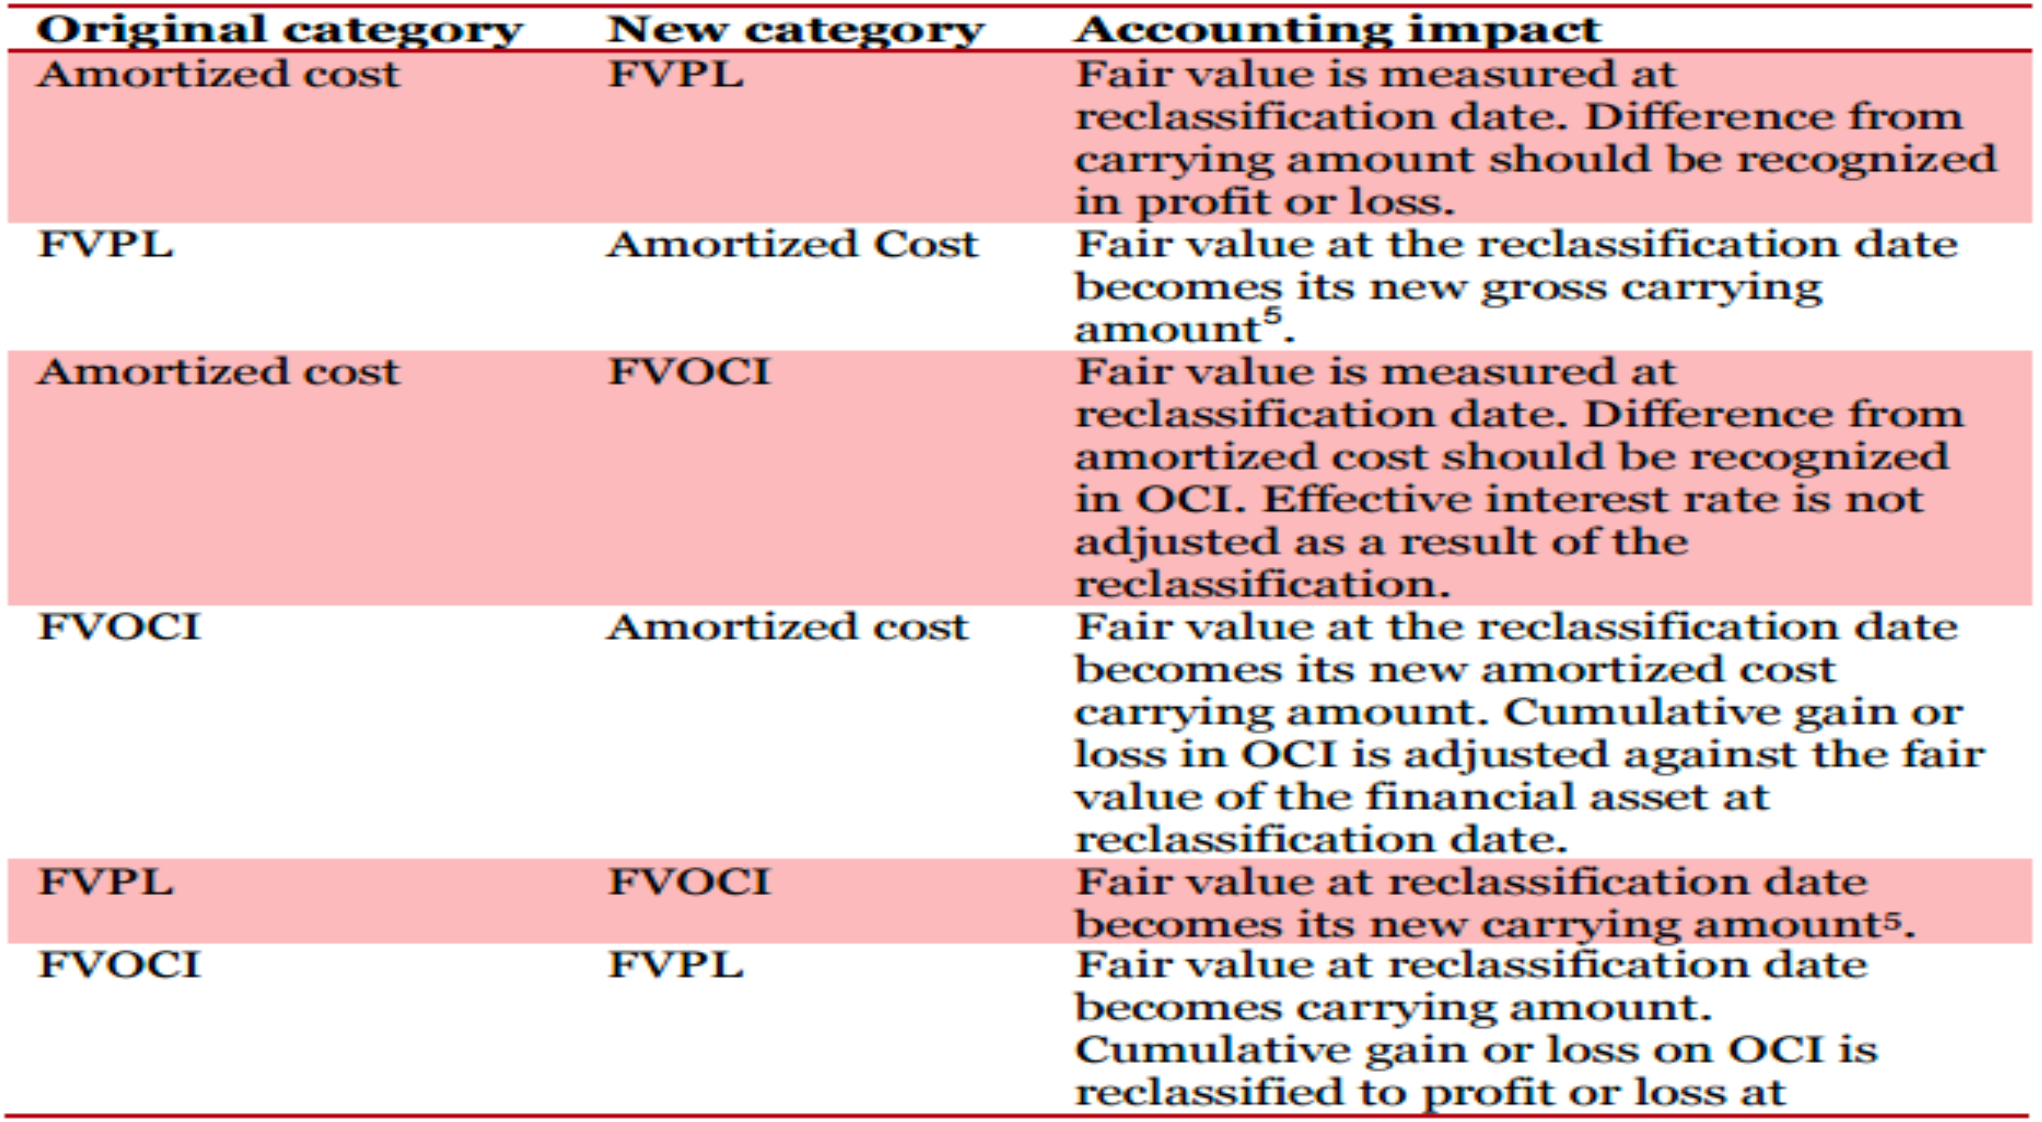 Original category New category Accounting impact
Amortized cost FVPL Fair value is measured at
reclassification date. Difference from
carrying amount should be recognized
in profit or loss.
FVPL Amortized Cost Fair value at the reclassification date
becomes its new gross carrying
amount⁵.
Amortized cost FVOCI Fair value is measured at
reclassification date. Difference from
amortized cost should be recognized
in OCI. Effective interest rate is not
adjusted as a result of the
reclassification.
FVOCI Amortized cost Fair value at the reclassification date
becomes its new amortized cost
carrying amount. Cumulative gain or
loss in OCI is adjusted against the fair
value of the financial asset at
reclassification date.
FVPL FVOCI Fair value at reclassification date
becomes its new carrying amount⁵.
FVOCI FVPL Fair value at reclassification date
becomes carrying amount.
Cumulative gain or loss on OCI is
reclassified to profit or loss at